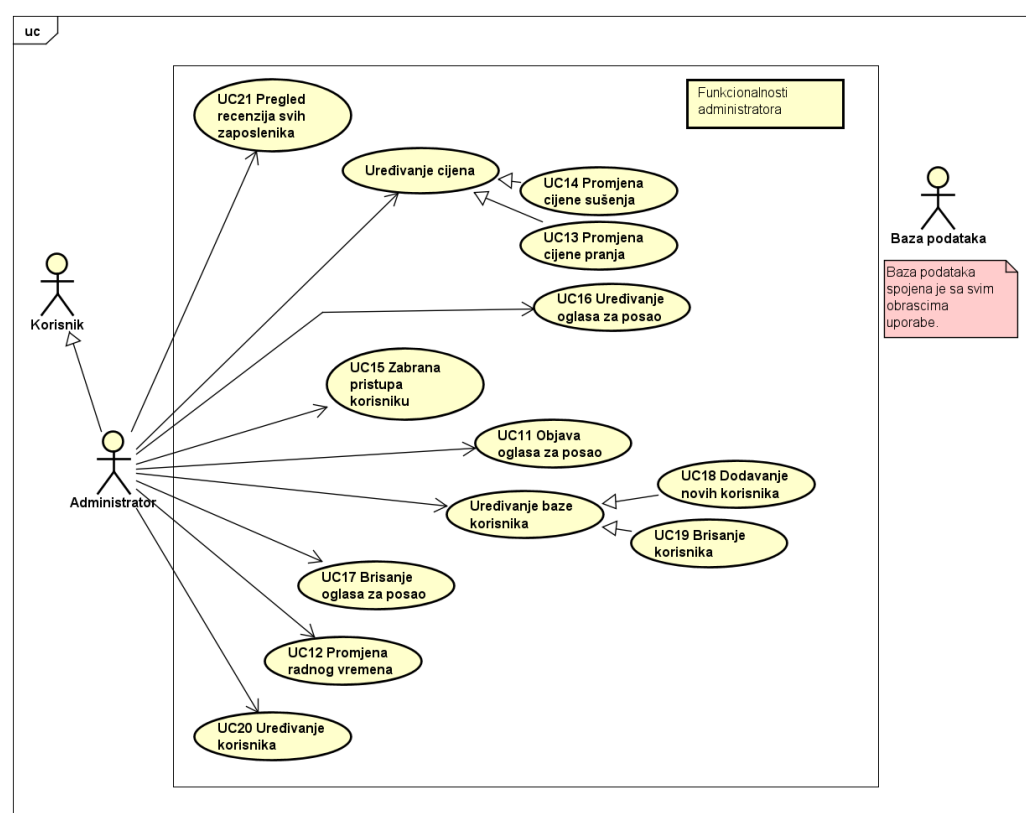 uc
UC21 Pregled
recenzija svih
zaposlenika
Funkcionalnosti
administratora
Uređivanje cijena
UC14 Promjena
cijene sušenja
UC13 Promjena
cijene pranja
Baza podataka
Baza podataka
spojena je sa svim
obrascima
uporabe.
Korisnik
UC16 Uređivanje
oglasa za posao
UC15 Zabrana
pristupa
korisniku
UC11 Objava
oglasa za posao
Administrator
UC18 Dodavanje
novih korisnika
Uređivanje baze
korisnika
UC19 Brisanje
korisnika
UC17 Brisanje
oglasa za posao
UC12 Promjena
radnog vremena
UC20 Uređivanje
korisnika